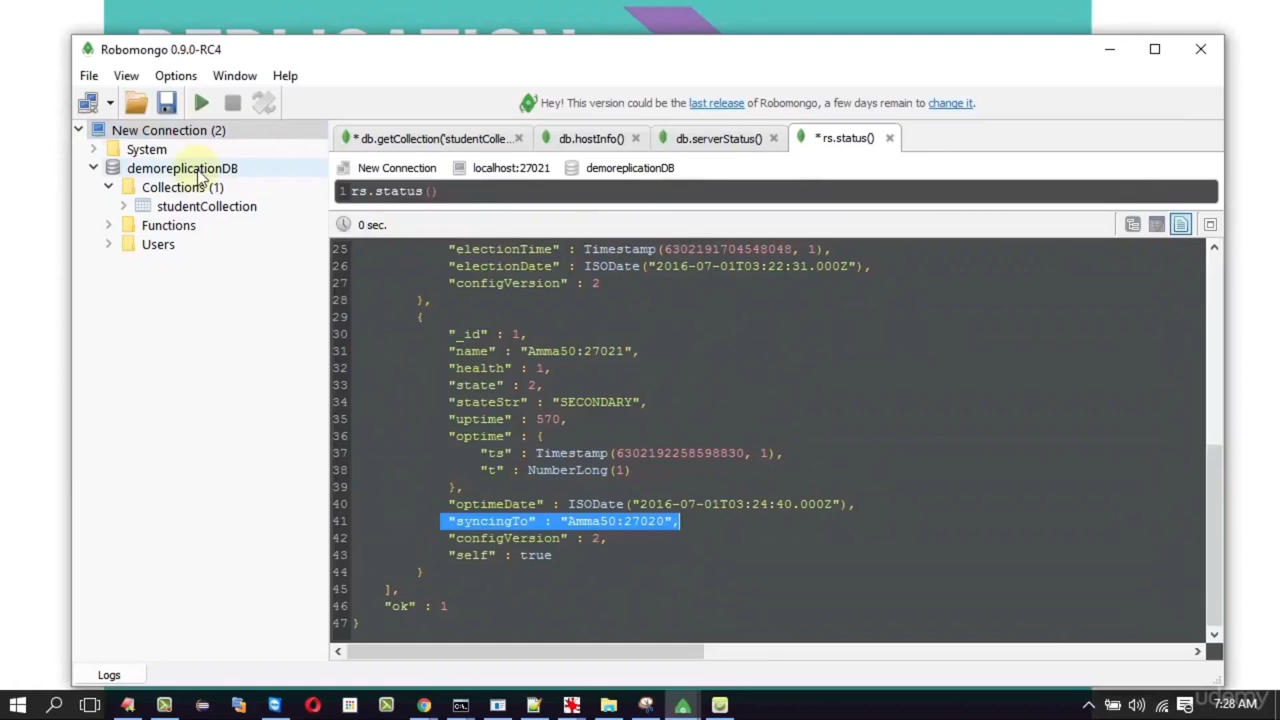 REPLICATION
Robomongo 0.9.0-RC4
File View Options Window Help
Hey! This version could be the last release of Robomongo, a few days remain to change it.
New Connection (2)
System
demoreplicationDB
Collections (1)
studentCollection
Functions
Users
* db.getCollection('studentColle... db.hostInfo() db.serverStatus() * rs.status()
New Connection localhost:27021 demoreplicationDB
1 rs.status()
0 sec.
25 "electionTime" : Timestamp(6302191704548048, 1),
26 "electionDate" : ISODate("2016-07-01T03:22:31.000Z"),
27 "configVersion" : 2
28 },
29 {
30 "_id" : 1,
31 "name" : "Amma50:27021",
32 "health" : 1,
33 "state" : 2,
34 "stateStr" : "SECONDARY",
35 "uptime" : 570,
36 "optime" : {
37 "ts" : Timestamp(6302192258598830, 1),
38 "t" : NumberLong(1)
39 },
40 "optimeDate" : ISODate("2016-07-01T03:24:40.000Z"),
41 "syncingTo" : "Amma50:27020",
42 "configVersion" : 2,
43 "self" : true
44 }
45 ],
46 "ok" : 1
47 }
Logs
7:28 AM
udemy